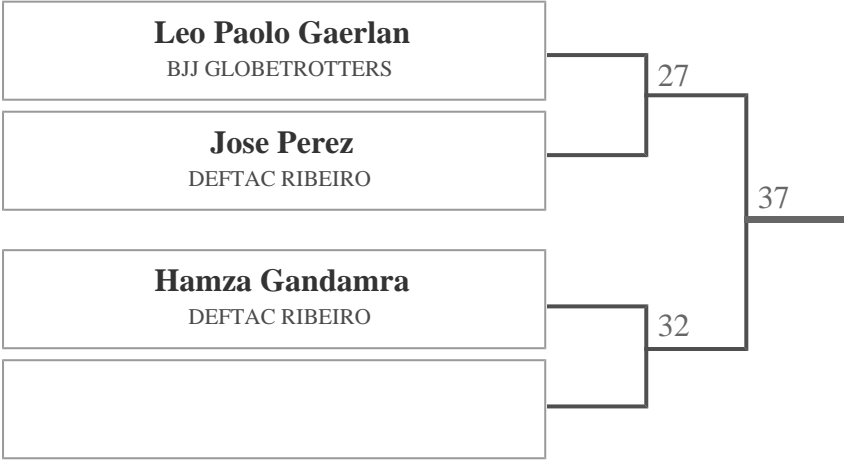 Leo Paolo Gaerlan
BJJ GLOBETROTTERS
27
Jose Perez
DEFTAC RIBEIRO
37
Hamza Gandamra
DEFTAC RIBEIRO
32